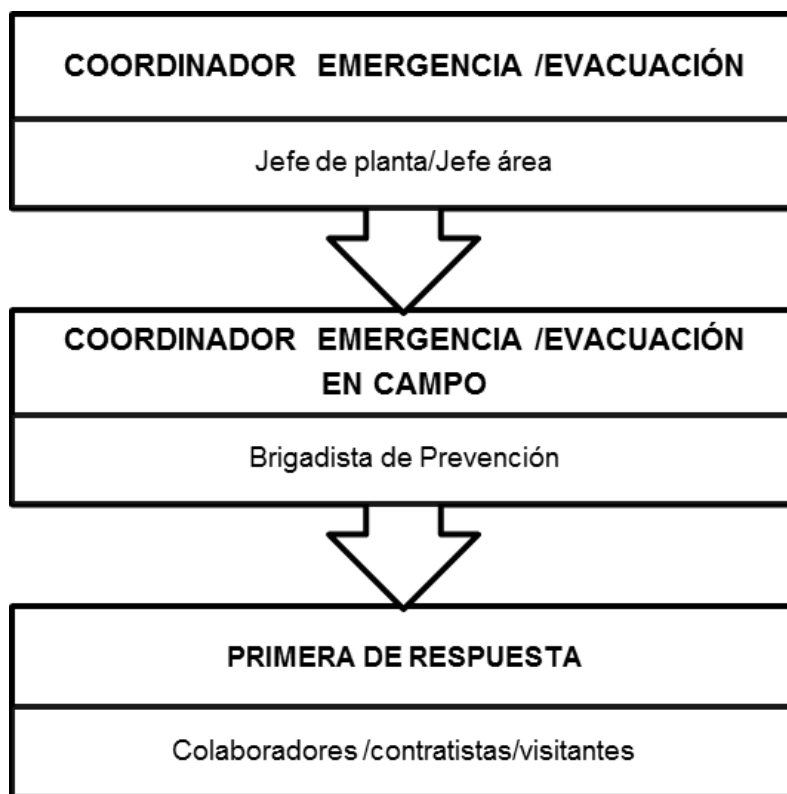 COORDINADOR EMERGENCIA /EVACUACIÓN
Jefe de planta/Jefe área
COORDINADOR EMERGENCIA /EVACUACIÓN
EN CAMPO
Brigadista de Prevención
PRIMERA DE RESPUESTA
Colaboradores /contratistas/visitantes